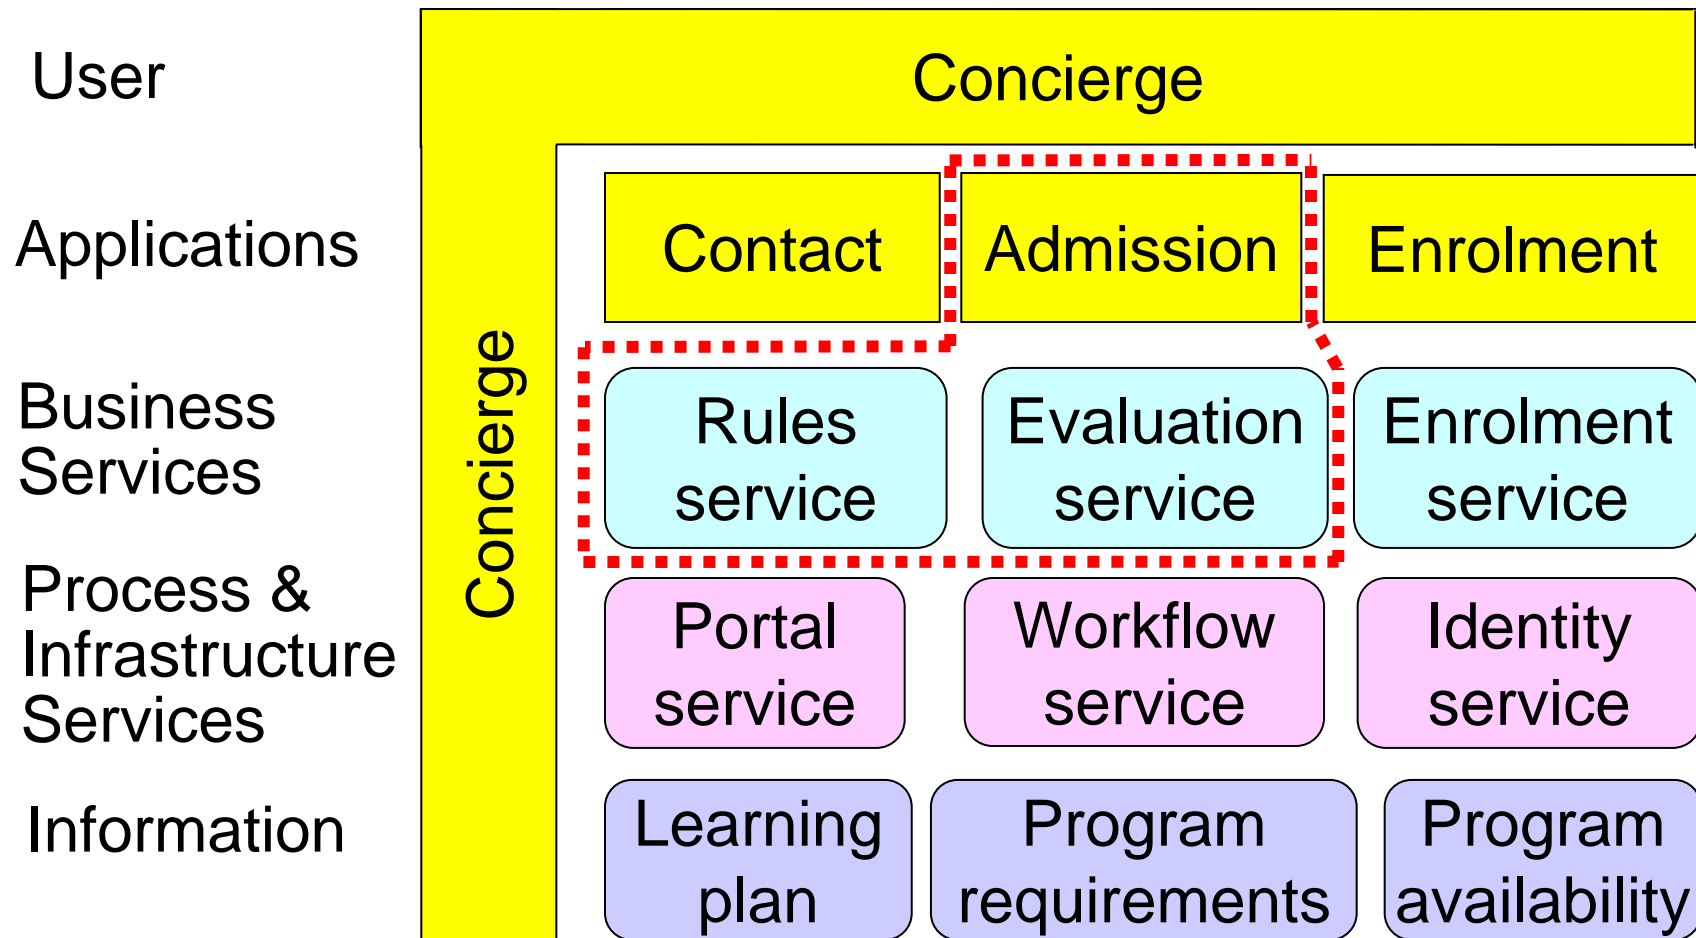 User
Concierge
Applications
Contact
Admission
Enrolment
Concierge
Business
Services
Rules
service
Evaluation
service
Enrolment
service
Process &
Infrastructure
Services
Portal
service
Workflow
service
Identity
service
Information
Learning
plan
Program
requirements
Program
availability